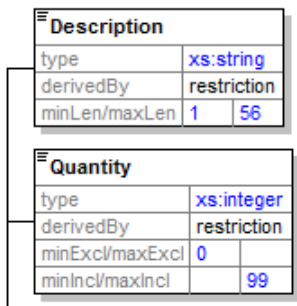 Description
type xs:string
derivedBy restriction
minLen/maxLen 1 56
Quantity
type xs:integer
derivedBy restriction
minExcl/maxExcl 0
minIncl/maxIncl 99